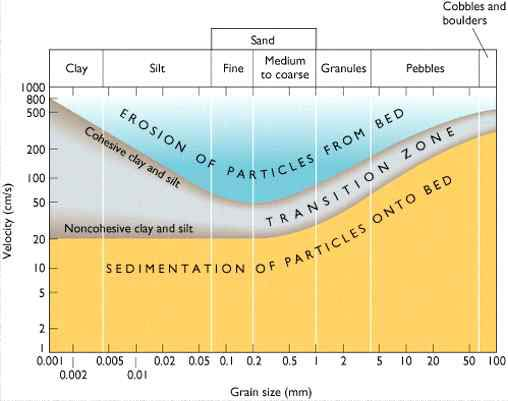 Cobbles and
boulders
Sand
Clay
Silt
Fine
Medium
to coarse
Granules
Pebbles
1000
800
500
200
100
50
20
10
5
2
1
Velocity (cm/s)
EROSION OF PARTICLES FROM BED
Cohesive clay and silt
TRANSITION ZONE
Noncohesive clay and silt
SEDIMENTATION OF PARTICLES ONTO BED
0.001 0.005 0.02 0.05 0.1 0.2 0.5 1 2 5 10 20 50 100
0.002 0.01
Grain size (mm)